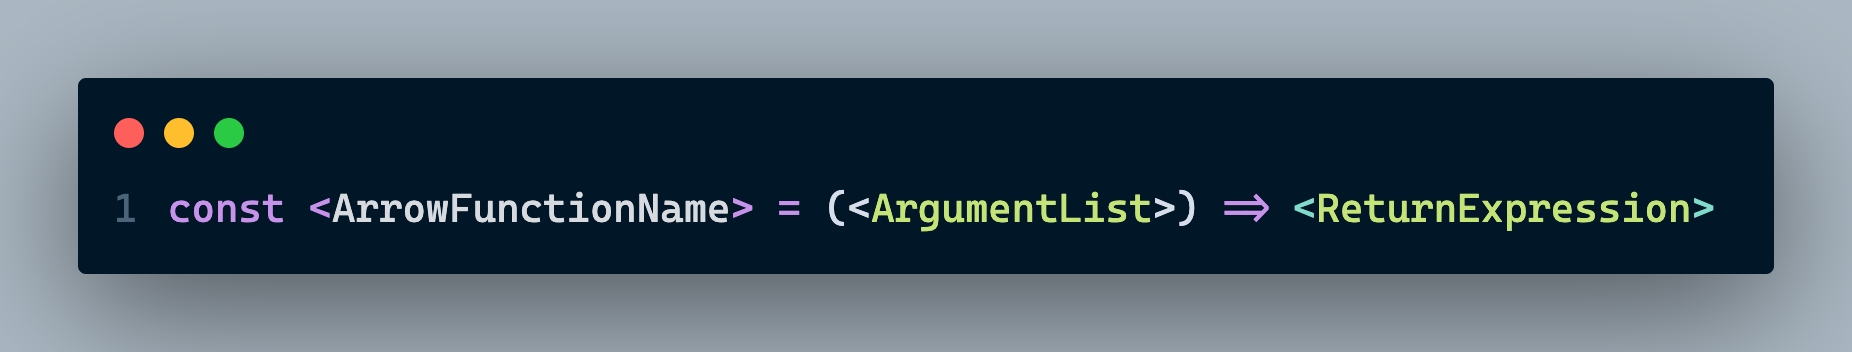 1 const <ArrowFunctionName> = (<ArgumentList>) => <ReturnExpression>